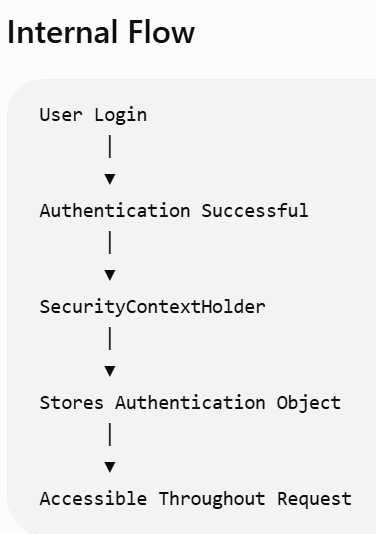 Internal Flow
User Login
│
▼
Authentication Successful
│
▼
SecurityContextHolder
│
▼
Stores Authentication Object
│
▼
Accessible Throughout Request